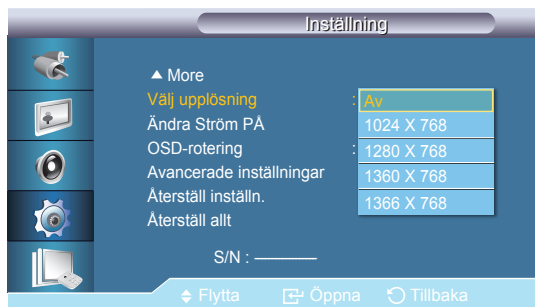 Inställning
▲ More
Välj upplösning : Av
Ändra Ström PÅ 1024 X 768
OSD-rotering : 1280 X 768
Avancerade inställningar 1360 X 768
Återställ inställn. 1366 X 768
Återställ allt
S/N : ————
Flytta Öppna Tillbaka